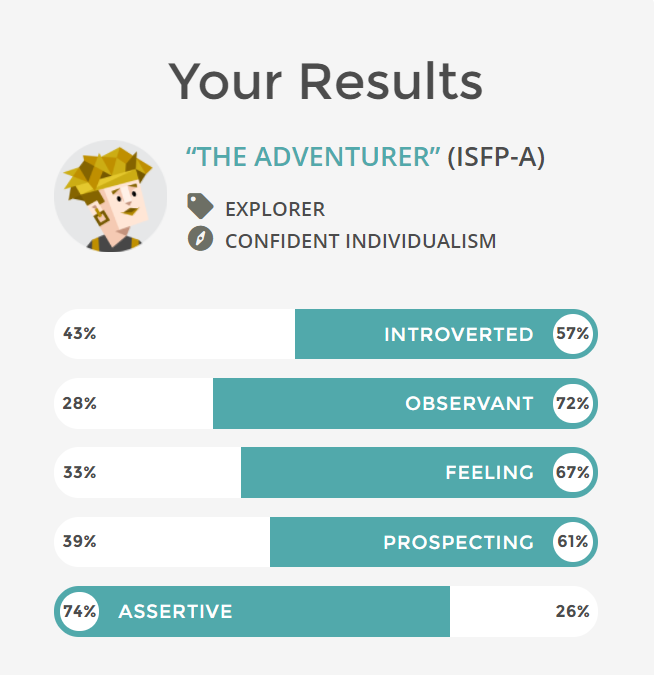 Your Results
“THE ADVENTURER” (ISFP-A)
EXPLORER
CONFIDENT INDIVIDUALISM
43% INTROVERTED 57%
28% OBSERVANT 72%
33% FEELING 67%
39% PROSPECTING 61%
74% ASSERTIVE 26%